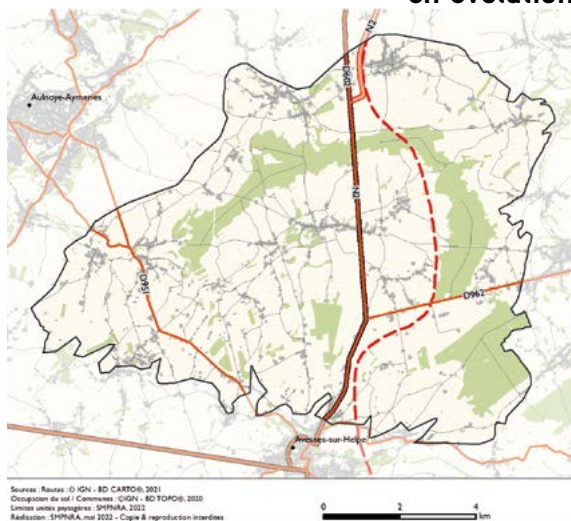 en évolution
N2
D602
Aulnoye-Aymeries
N2
D951
D962
Avesnes-sur-Helpe
Sources : Routes : © IGN - BD CARTO®, 2021
Occupation du sol / Communes : ©IGN - BD TOPO®, 2020
Limites unités paysagères : SMPNRA, 2022
Réalisation : SMPNRA, mai 2022 - Copie & reproduction interdites
0 2 4
km